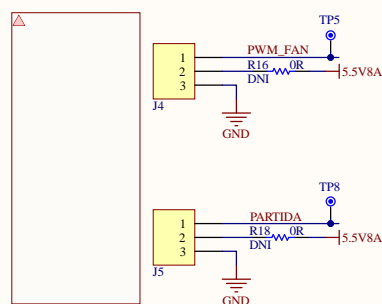 TP5
1 PWM_FAN
2 R16 0R 5.5V8A
3 DNI
J4
GND
TP8
1 PARTIDA
2 R18 0R 5.5V8A
3 DNI
J5
GND